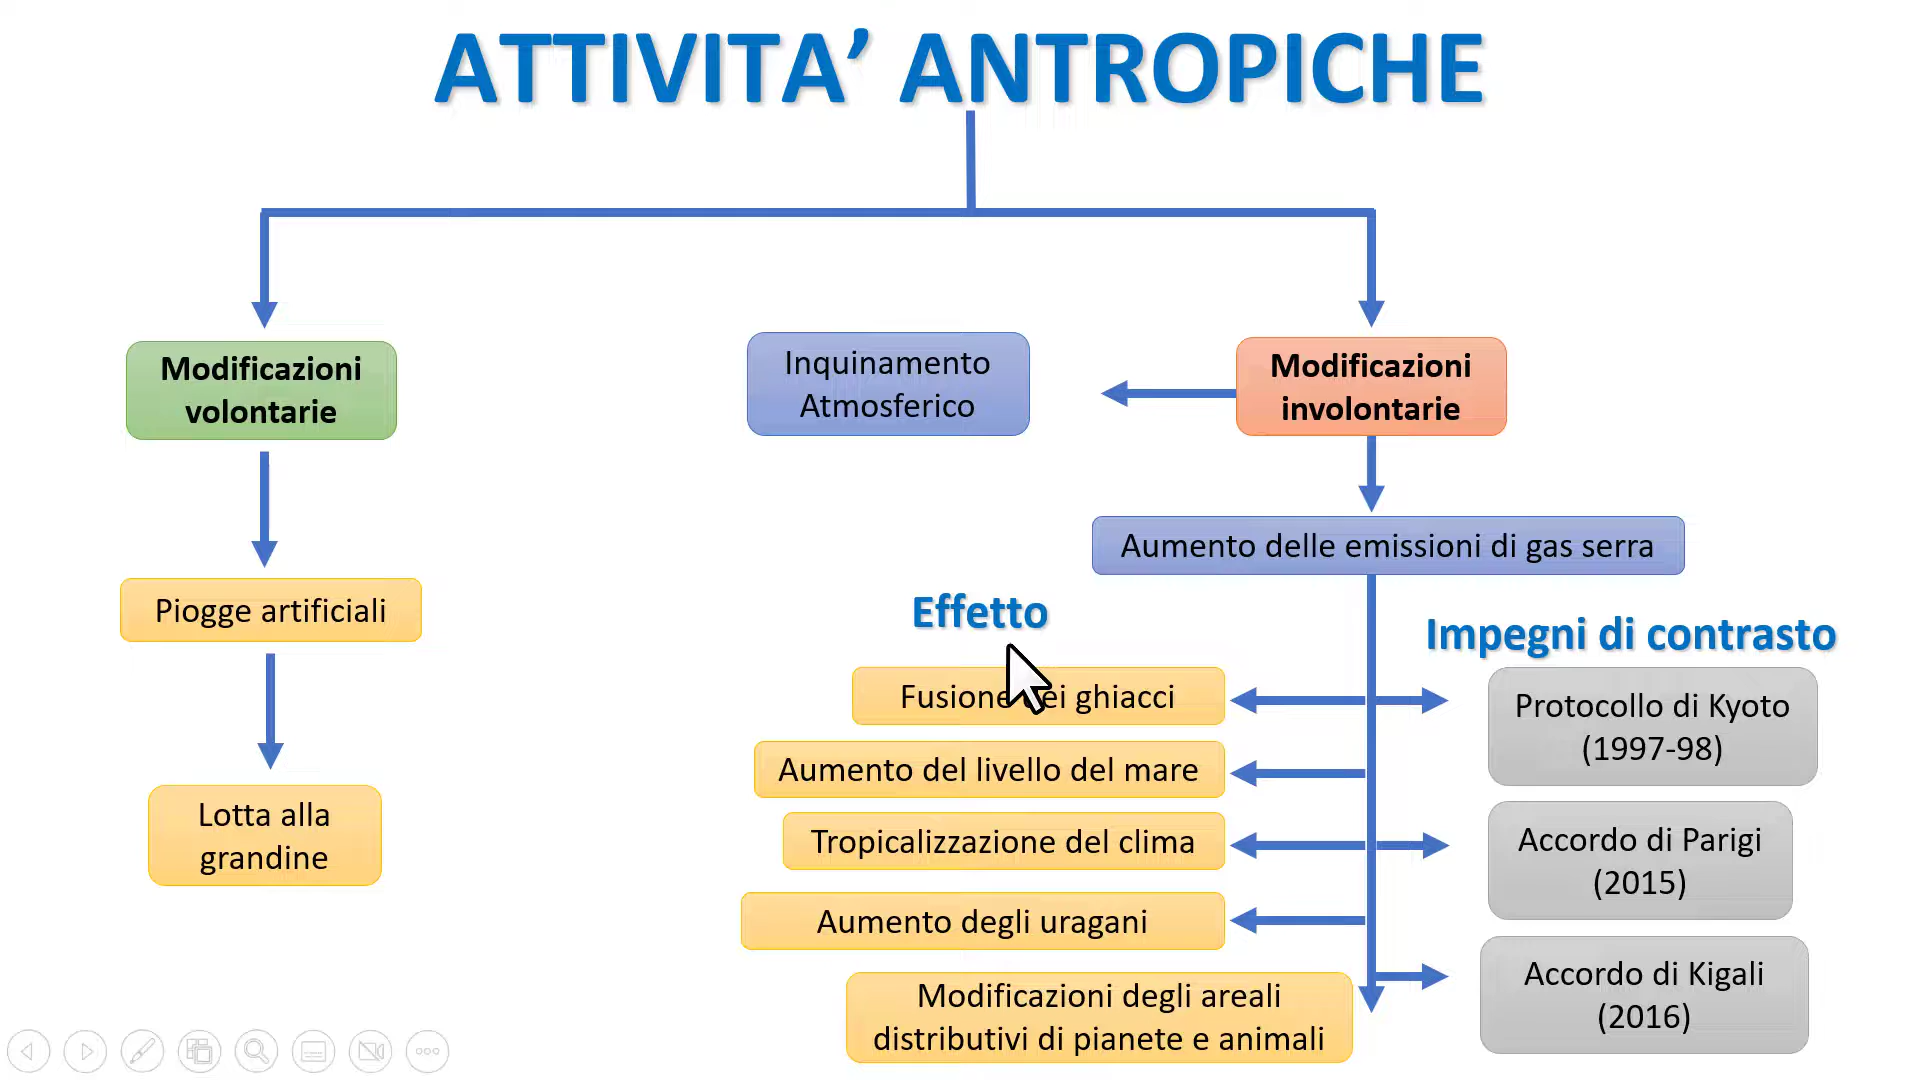 ATTIVITA’ ANTROPICHE
Modificazioni
volontarie
Piogge artificiali
Lotta alla
grandine
Inquinamento
Atmosferico
Modificazioni
involontarie
Aumento delle emissioni di gas serra
Effetto
Fusione dei ghiacci
Aumento del livello del mare
Tropicalizzazione del clima
Aumento degli uragani
Modificazioni degli areali
distributivi di pianete e animali
Impegni di contrasto
Protocollo di Kyoto
(1997-98)
Accordo di Parigi
(2015)
Accordo di Kigali
(2016)